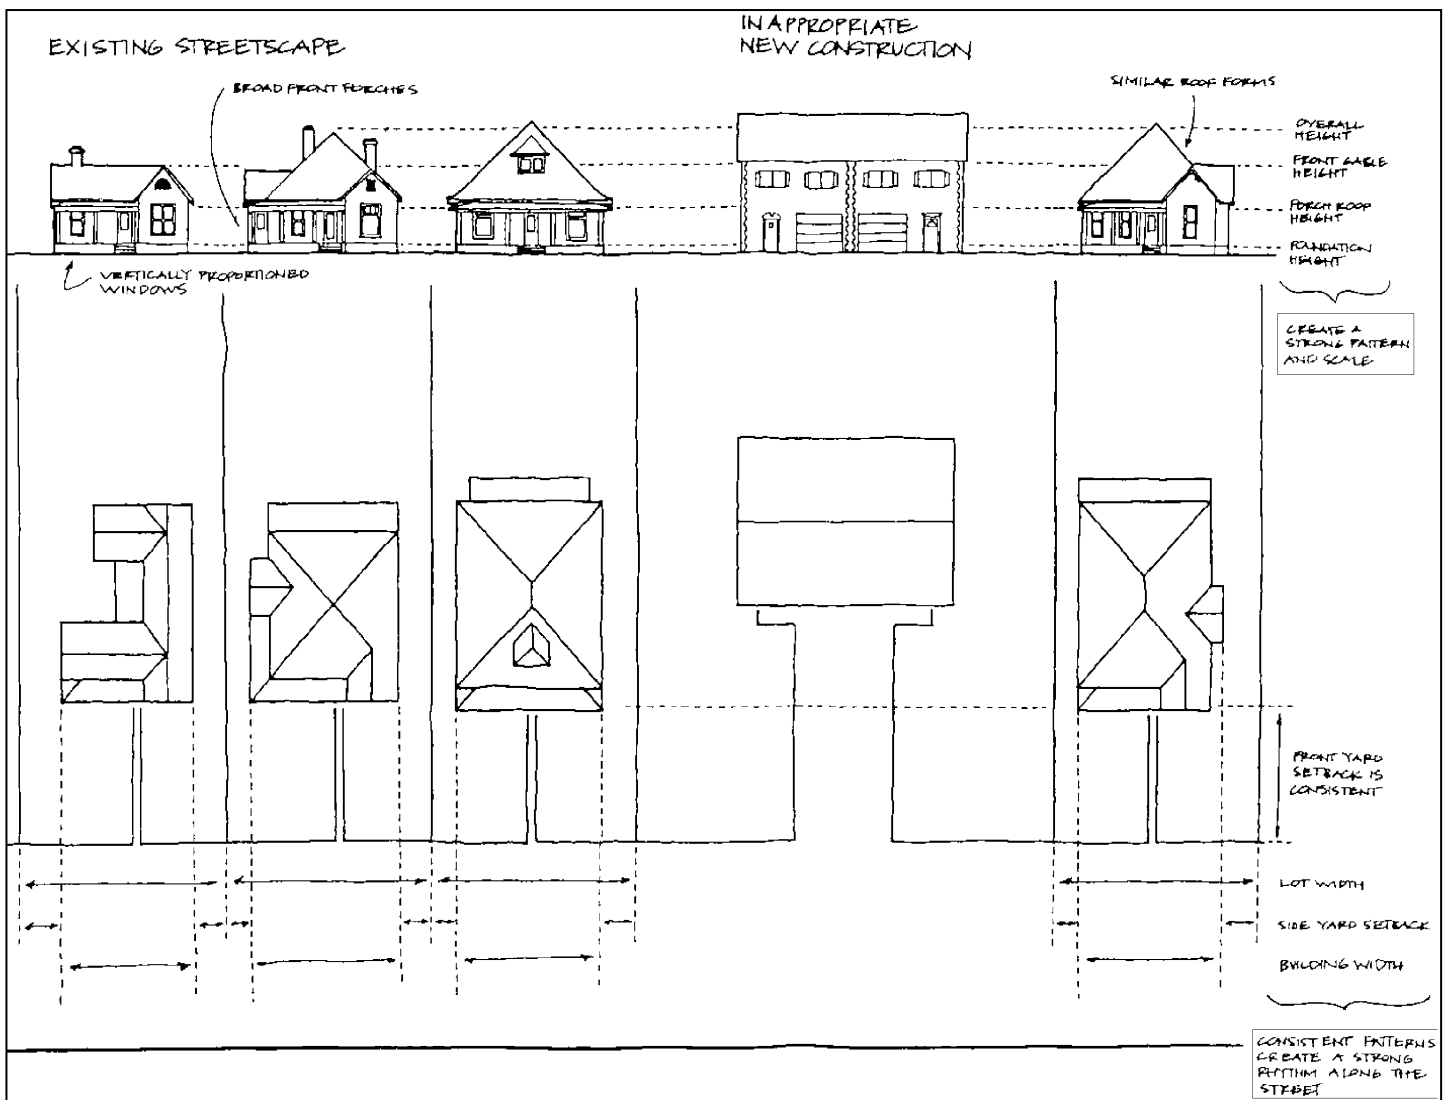 EXISTING STREETSCAPE
INAPPROPRIATE
NEW CONSTRUCTION
BROAD FRONT PORCHES
SIMILAR ROOF FORMS
OVERALL
HEIGHT
FRONT GABLE
HEIGHT
PORCH ROOF
HEIGHT
FOUNDATION
HEIGHT
VERTICALLY PROPORTIONED
WINDOWS
CREATE A
STRONG PATTERN
AND SCALE
FRONT YARD
SETBACK IS
CONSISTENT
LOT WIDTH
SIDE YARD SETBACK
BUILDING WIDTH
CONSISTENT PATTERNS
CREATE A STRONG
RHYTHM ALONG THE
STREET